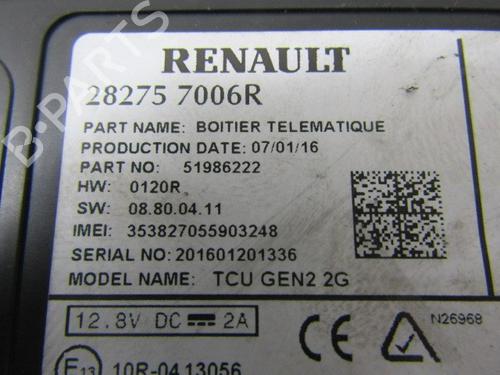 RENAULT
28275 7006R
PART NAME: BOITIER TELEMATIQUE
PRODUCTION DATE: 07/01/16
PART NO: 51986222
HW: 0120R
SW: 08.80.04.11
IMEI: 353827055903248
SERIAL NO: 201601201336
MODEL NAME: TCU GEN2 2G
12.8V DC 2A
CE
N26968
E13 10R-0413056
B-PARTS